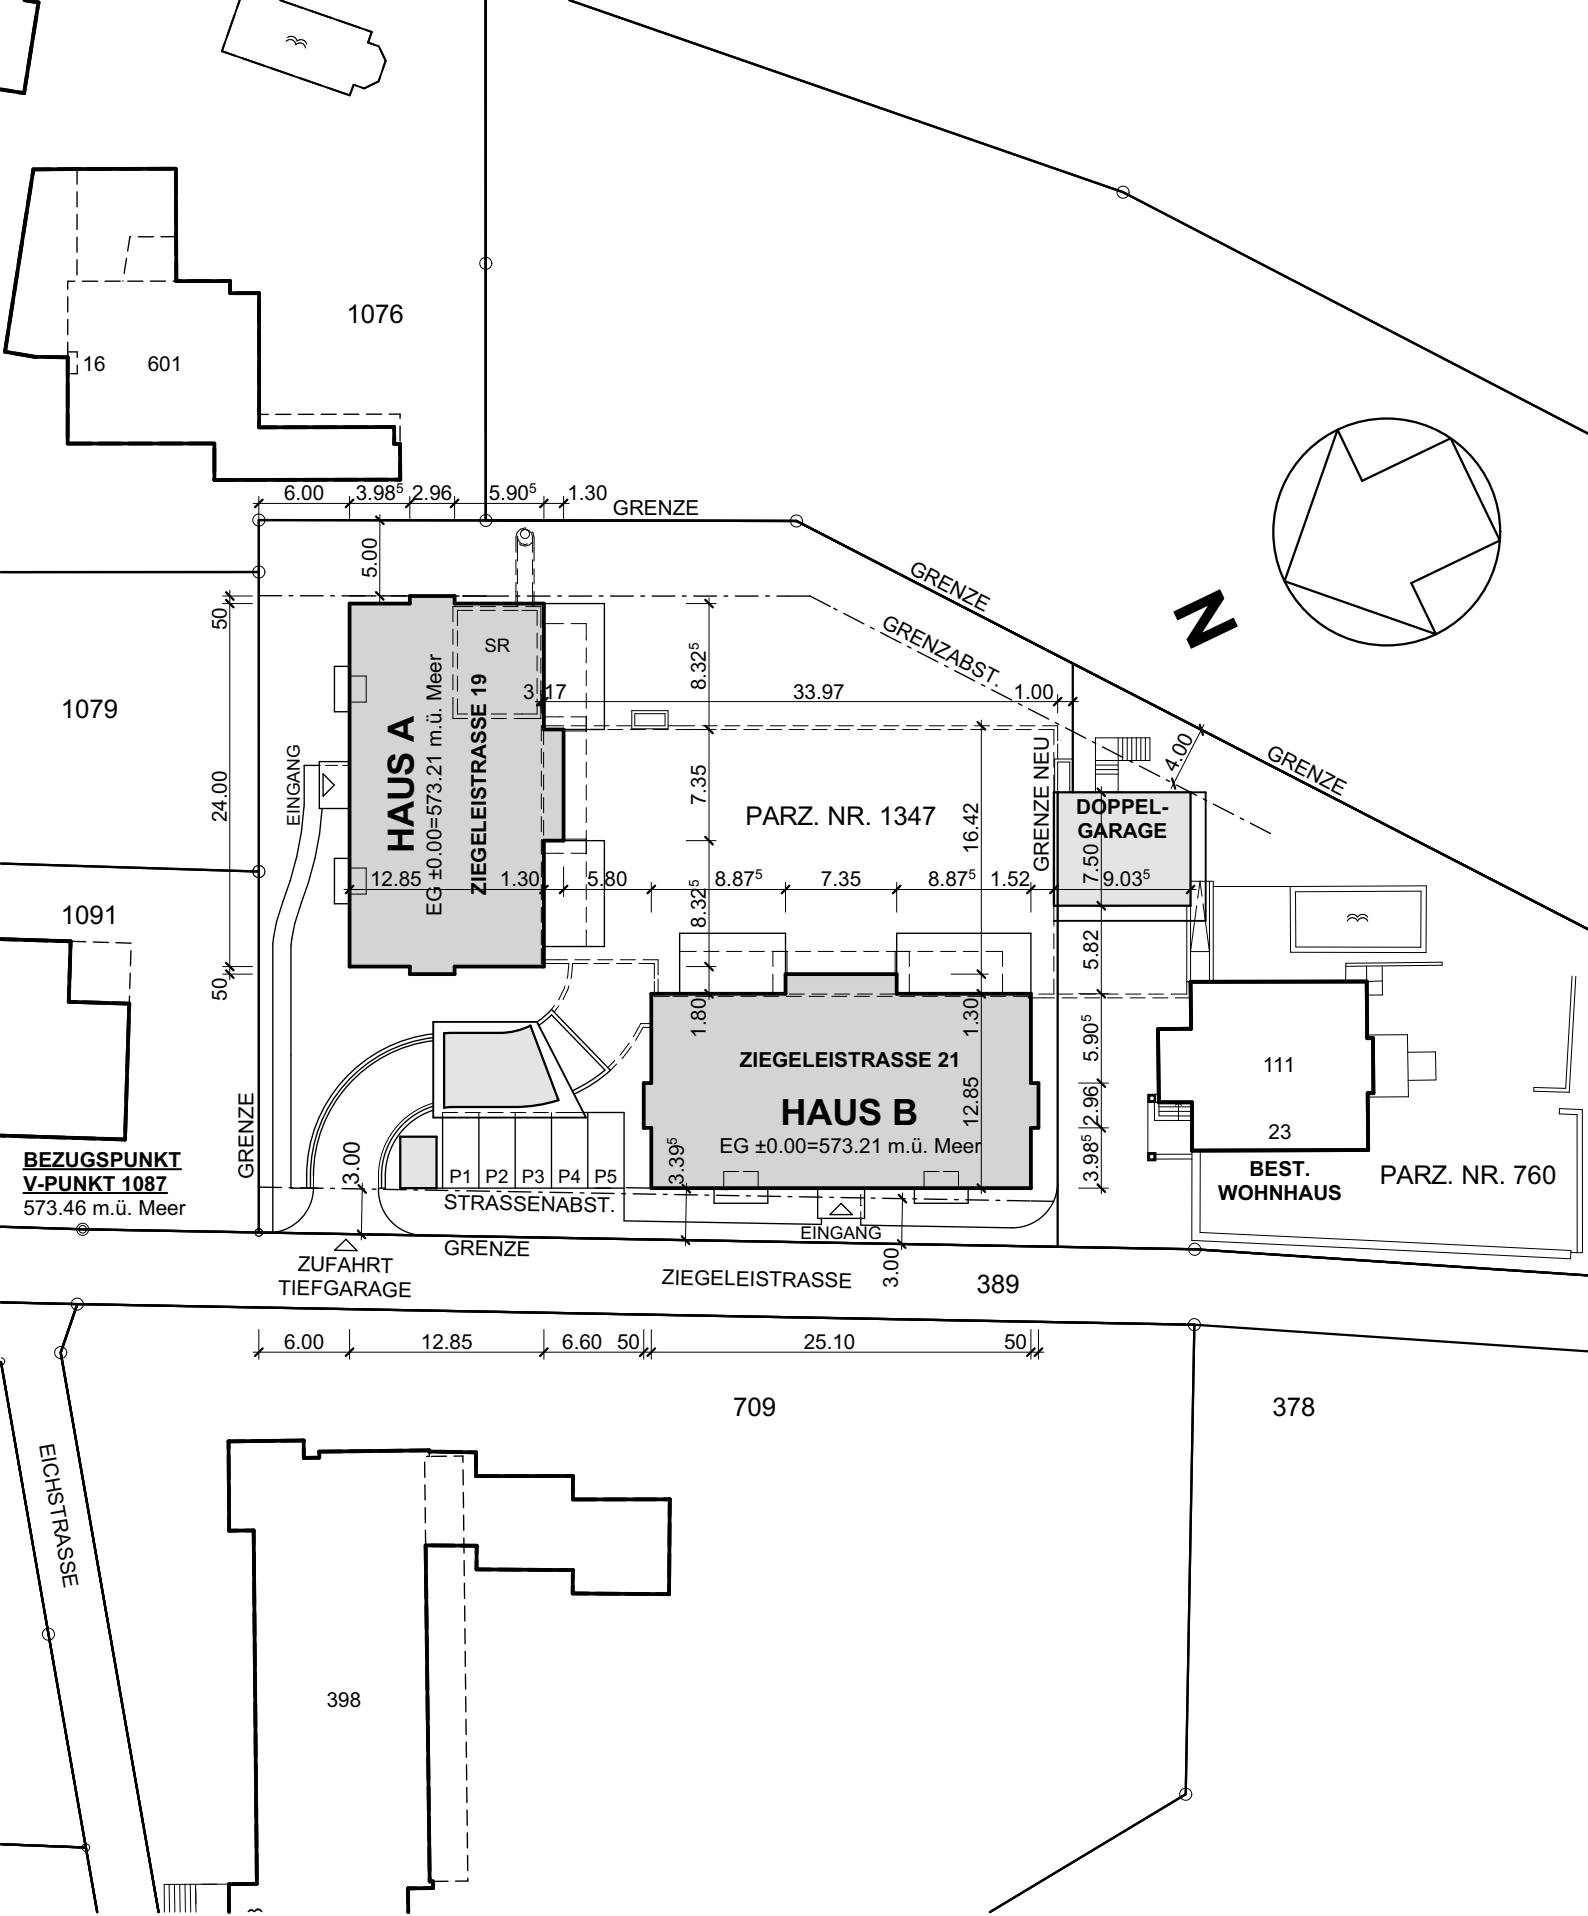 1076
16 601
6.00 3.98⁵ 2.96 5.90⁵ 1.30
GRENZE
5.00
50
GRENZE
N
GRENZABST.
SR
8.32⁵
3.17
33.97
1.00
1079
HAUS A
EG ±0.00=573.21 m.ü. Meer
ZIEGELEISTRASSE 19
EINGANG
24.00
7.35
PARZ. NR. 1347
16.42
GRENZE NEU
4.00
GRENZE
DOPPEL-
GARAGE
7.50
12.85 1.30 5.80 8.87⁵ 7.35 8.87⁵ 1.52 9.03⁵
8.32⁵
1091
50
5.82
1.80
1.30
5.90⁵
ZIEGELEISTRASSE 21
HAUS B
EG ±0.00=573.21 m.ü. Meer
12.85
2.96
3.98⁵
111
23
BEST.
WOHNHAUS
PARZ. NR. 760
GRENZE
BEZUGSPUNKT
V-PUNKT 1087
573.46 m.ü. Meer
3.00
P1 P2 P3 P4 P5
3.39⁵
STRASSENABST.
EINGANG
GRENZE
3.00
ZUFAHRT
TIEFGARAGE
ZIEGELEISTRASSE
389
6.00 12.85 6.60 50 25.10 50
709
378
EICHSTRASSE
398